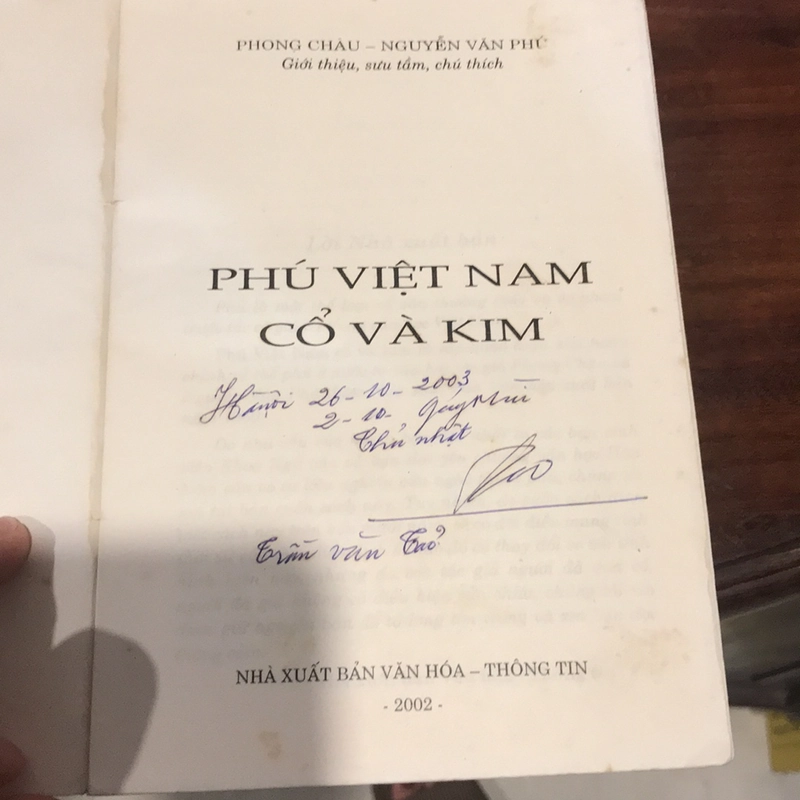 PHONG CHÂU – NGUYỄN VĂN PHÚ
Giới thiệu, sưu tầm, chú thích
PHÚ VIỆT NAM
CỔ VÀ KIM
Hà nội 26-10-2003
2-10- Quý Mùi
Chủ nhật
Trần văn Tảo
NHÀ XUẤT BẢN VĂN HÓA – THÔNG TIN
- 2002 -